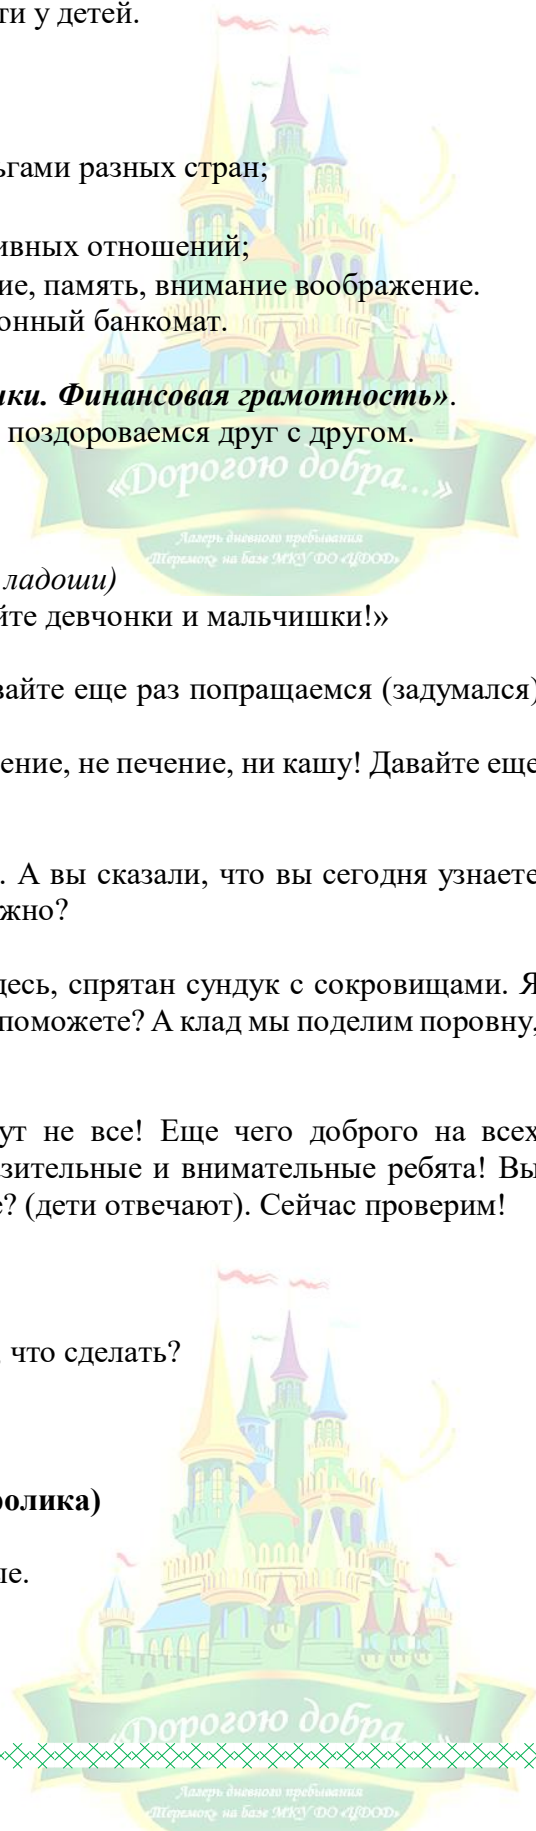 ти у детей.
ьгами разных стран;
ивных отношений;
ие, память, внимание воображение.
онный банкомат.
ики. Финансовая грамотность».
поздороваемся друг с другом.
«Дорогою добра...»
Лагерь дневного пребывания
«Теремок» на базе МКУ ДО «ЦДОД»
ладоши)
йте девчонки и мальчишки!»
вайте еще раз попращаемся (задумался)
ение, не печение, ни кашу! Давайте еще
. А вы сказали, что вы сегодня узнаете
жно?
десь, спрятан сундук с сокровищами. Я
поможете? А клад мы поделим поровну,
ут не все! Еще чего доброго на всех
зительные и внимательные ребята! Вы
е? (дети отвечают). Сейчас проверим!
что сделать?
ролика)
ые.
«Дорогою добра...
Лагерь дневного пребывания
«Теремок» на базе МКУ ДО «ЦДОД»